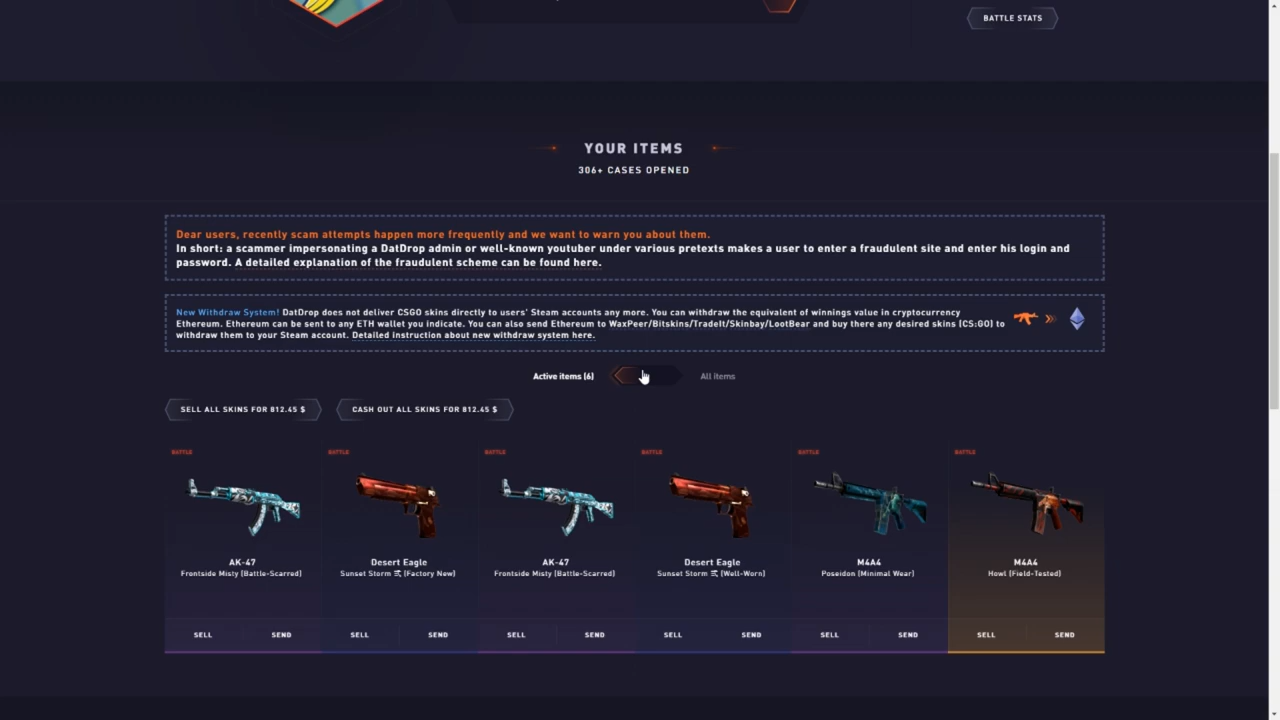 BATTLE STATS
YOUR ITEMS
306+ CASES OPENED
Dear users, recently scam attempts happen more frequently and we want to warn you about them.
In short: a scammer impersonating a DatDrop admin or well-known youtuber under various pretexts makes a user to enter a fraudulent site and enter his login and
password. A detailed explanation of the fraudulent scheme can be found here.
New Withdraw System! DatDrop does not deliver CSGO skins directly to users' Steam accounts any more. You can withdraw the equivalent of winnings value in cryptocurrency
Ethereum. Ethereum can be sent to any ETH wallet you indicate. You can also send Ethereum to WaxPeer/Bitskins/TradeIt/Skinbay/LootBear and buy there any desired skins (CS:GO) to
withdraw them to your Steam account. Detailed instruction about new withdraw system here.
Active items (6) All items
SELL ALL SKINS FOR 812.45 $ CASH OUT ALL SKINS FOR 812.45 $
BATTLE BATTLE BATTLE BATTLE BATTLE BATTLE
AK-47 Desert Eagle AK-47 Desert Eagle M4A4 M4A4
Frontside Misty (Battle-Scarred) Sunset Storm 弐 (Factory New) Frontside Misty (Battle-Scarred) Sunset Storm 弐 (Well-Worn) Poseidon (Minimal Wear) Howl (Field-Tested)
SELL SEND SELL SEND SELL SEND SELL SEND SELL SEND SELL SEND